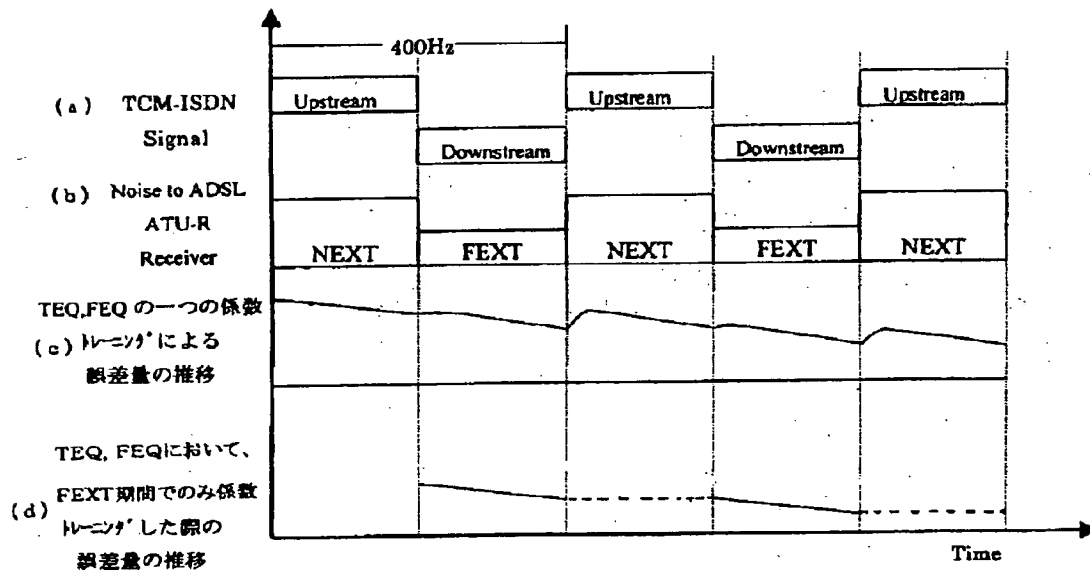 400Hz
(a) TCM-ISDN
Signal
Upstream
Downstream
Upstream
Downstream
Upstream
(b) Noise to ADSL
ATU-R
Receiver
NEXT
FEXT
NEXT
FEXT
NEXT
TEQ,FEQ の一つの係数
(c) ﾄﾚｰﾆﾝｸﾞによる
誤差量の推移
TEQ, FEQにおいて、
FEXT期間でのみ係数
(d) ﾄﾚｰﾆﾝｸﾞした際の
誤差量の推移
Time